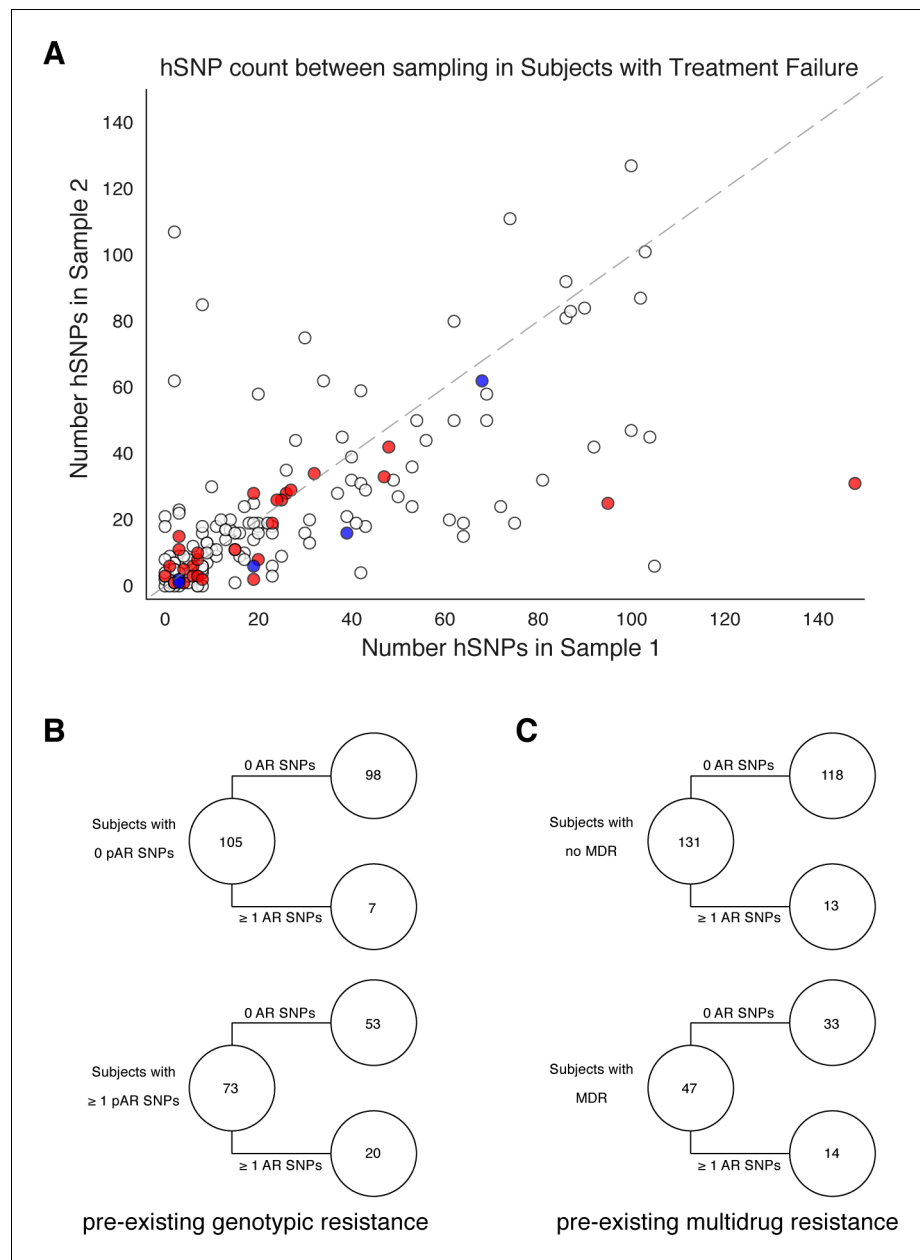 A
hSNP count between sampling in Subjects with Treatment Failure
Number hSNPs in Sample 2
140
120
100
80
60
40
20
0
0 20 40 60 80 100 120 140
Number hSNPs in Sample 1
B
Subjects with
0 pAR SNPs
105
0 AR SNPs
98
≥ 1 AR SNPs
7
Subjects with
≥ 1 pAR SNPs
73
0 AR SNPs
53
≥ 1 AR SNPs
20
pre-existing genotypic resistance
C
Subjects with
no MDR
131
0 AR SNPs
118
≥ 1 AR SNPs
13
Subjects with
MDR
47
0 AR SNPs
33
≥ 1 AR SNPs
14
pre-existing multidrug resistance